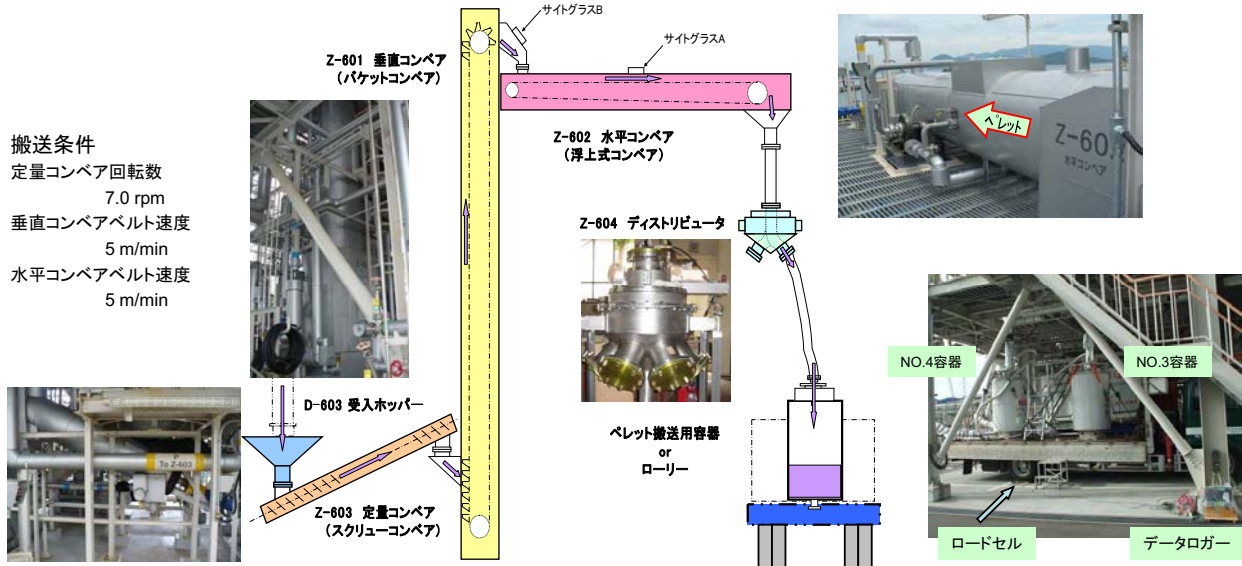 サイトグラスB
サイトグラスA
Z-601 垂直コンベア
(バケットコンベア)
Z-602 水平コンベア
(浮上式コンベア)
ペレット
Z-60
水平コンベア
搬送条件
定量コンベア回転数
7.0 rpm
垂直コンベアベルト速度
5 m/min
水平コンベアベルト速度
5 m/min
Z-604 ディストリビュータ
NO.4容器
NO.3容器
D-603 受入ホッパー
To Z-603
ペレット搬送用容器
or
ローリー
Z-603 定量コンベア
(スクリューコンベア)
ロードセル
データロガー